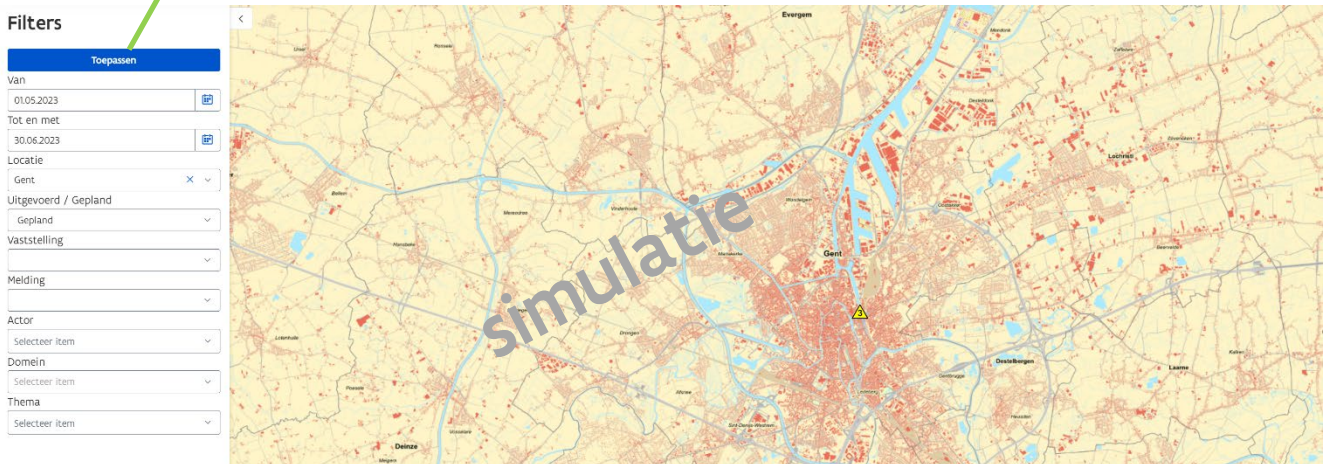 Filters
Toepassen
Van
01.05.2023
Tot en met
30.06.2023
Locatie
Gent
Uitgevoerd / Gepland
Gepland
Vaststelling
Melding
Actor
Selecteer item
Domein
Selecteer item
Thema
Selecteer item
Evergem
Lochristi
Gent
3
simulatie
Destelbergen
Laarne
Deinze